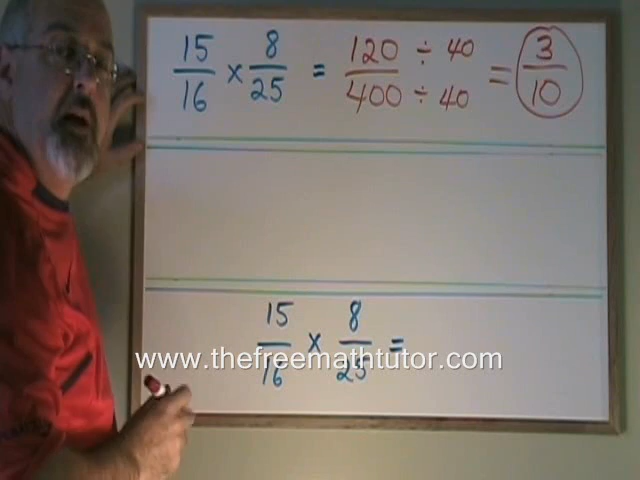 15/16 × 8/25 = 120 ÷ 40/400 ÷ 40 = 3/10
15/16 × 8/25 =
www.thefreemathtutor.com